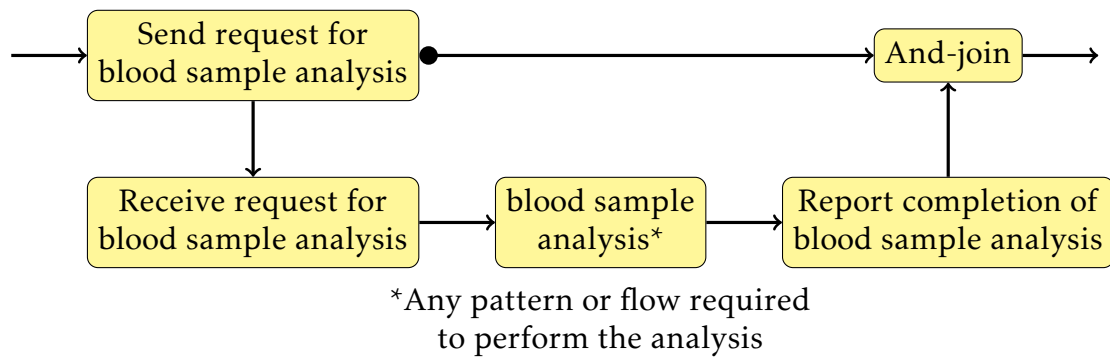 Send request for
blood sample analysis
And-join
Receive request for
blood sample analysis
blood sample
analysis*
Report completion of
blood sample analysis
*Any pattern or flow required
to perform the analysis